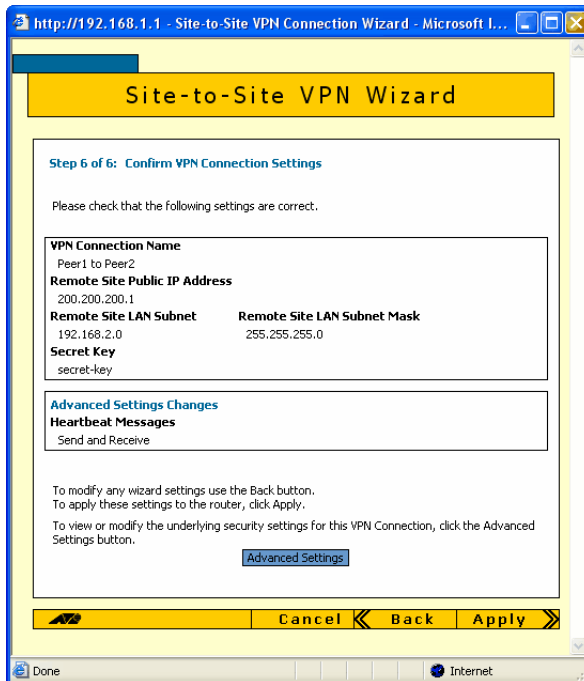 http://192.168.1.1 - Site-to-Site VPN Connection Wizard - Microsoft I...
Site-to-Site VPN Wizard
Step 6 of 6: Confirm VPN Connection Settings
Please check that the following settings are correct.
VPN Connection Name
Peer1 to Peer2
Remote Site Public IP Address
200.200.200.1
Remote Site LAN Subnet Remote Site LAN Subnet Mask
192.168.2.0 255.255.255.0
Secret Key
secret-key
Advanced Settings Changes
Heartbeat Messages
Send and Receive
To modify any wizard settings use the Back button.
To apply these settings to the router, click Apply.
To view or modify the underlying security settings for this VPN Connection, click the Advanced
Settings button.
Advanced Settings
Cancel Back Apply
Done Internet